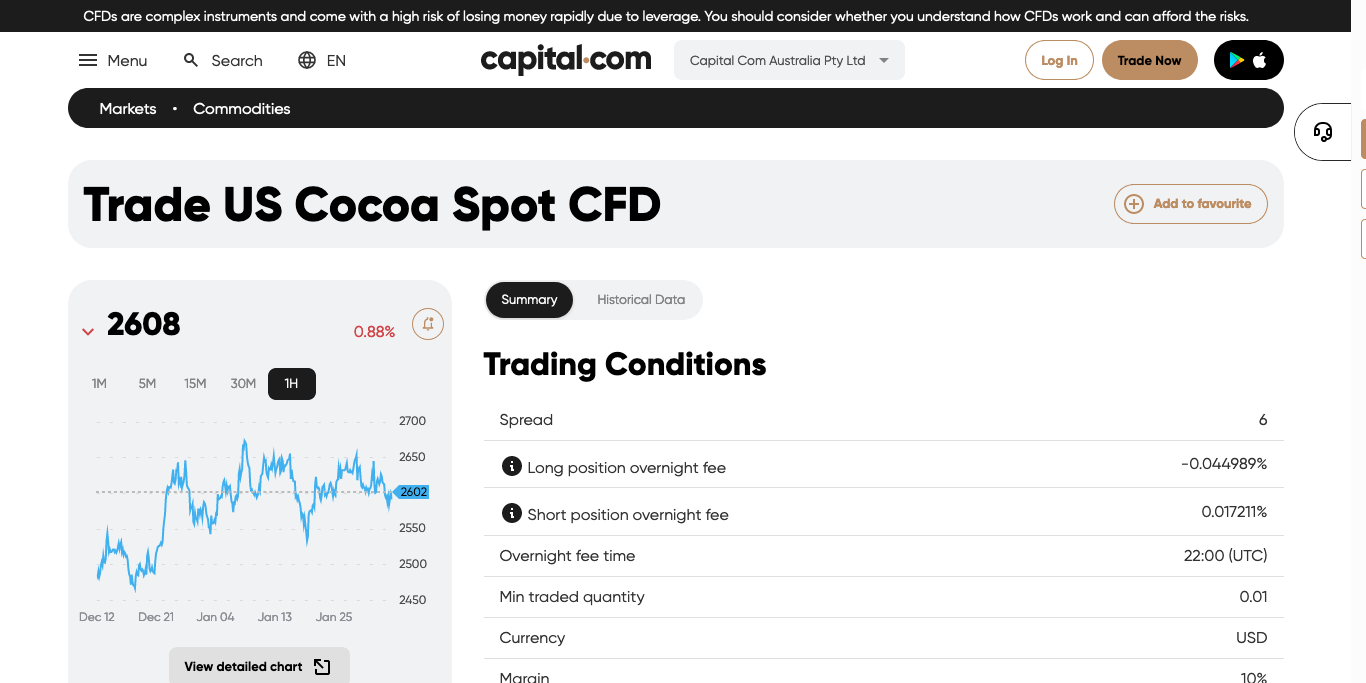 CFDs are complex instruments and come with a high risk of losing money rapidly due to leverage. You should consider whether you understand how CFDs work and can afford the risks.
Menu Search EN capital.com Capital Com Australia Pty Ltd Log In Trade Now
Markets • Commodities
Trade US Cocoa Spot CFD Add to favourite
2608 0.88%
1M 5M 15M 30M 1H
2700
2650
2602
2550
2500
2450
Dec 12 Dec 21 Jan 04 Jan 13 Jan 25
View detailed chart
Summary Historical Data
Trading Conditions
Spread 6
Long position overnight fee -0.044989%
Short position overnight fee 0.017211%
Overnight fee time 22:00 (UTC)
Min traded quantity 0.01
Currency USD
Margin 10%